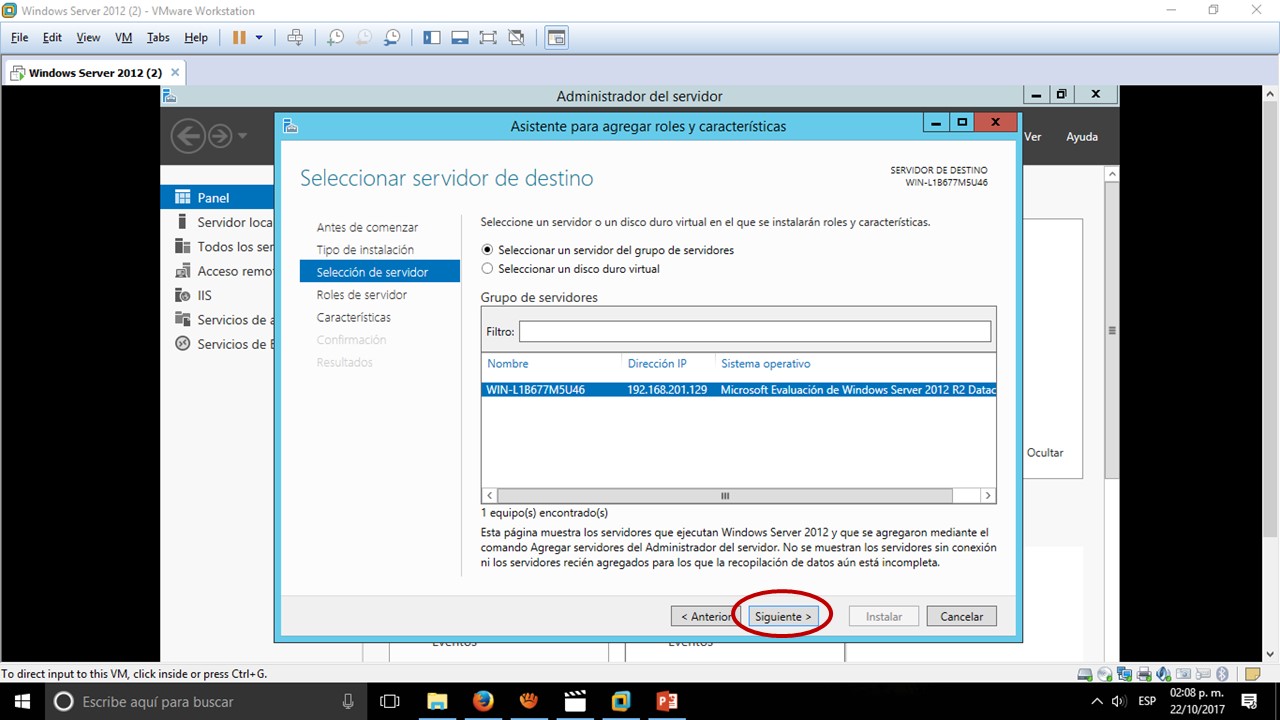 Windows Server 2012 (2) - VMware Workstation
File Edit View VM Tabs Help
Windows Server 2012 (2)
Administrador del servidor
Asistente para agregar roles y características
Ver Ayuda
Seleccionar servidor de destino
SERVIDOR DE DESTINO
WIN-L1B677M5U46
Panel
Servidor loca
Todos los ser
Acceso remo
IIS
Servicios de a
Servicios de E
Antes de comenzar
Tipo de instalación
Selección de servidor
Roles de servidor
Características
Confirmación
Resultados
Seleccione un servidor o un disco duro virtual en el que se instalarán roles y características.
Seleccionar un servidor del grupo de servidores
Seleccionar un disco duro virtual
Grupo de servidores
Filtro:
Nombre Dirección IP Sistema operativo
WIN-L1B677M5U46 192.168.201.129 Microsoft Evaluación de Windows Server 2012 R2 Datac
1 equipo(s) encontrado(s)
Esta página muestra los servidores que ejecutan Windows Server 2012 y que se agregaron mediante el
comando Agregar servidores del Administrador del servidor. No se muestran los servidores sin conexión
ni los servidores recién agregados para los que la recopilación de datos aún está incompleta.
Ocultar
< Anterior Siguiente > Instalar Cancelar
Eventos Eventos
To direct input to this VM, click inside or press Ctrl+G.
Escribe aquí para buscar
ESP
02:08 p. m.
22/10/2017